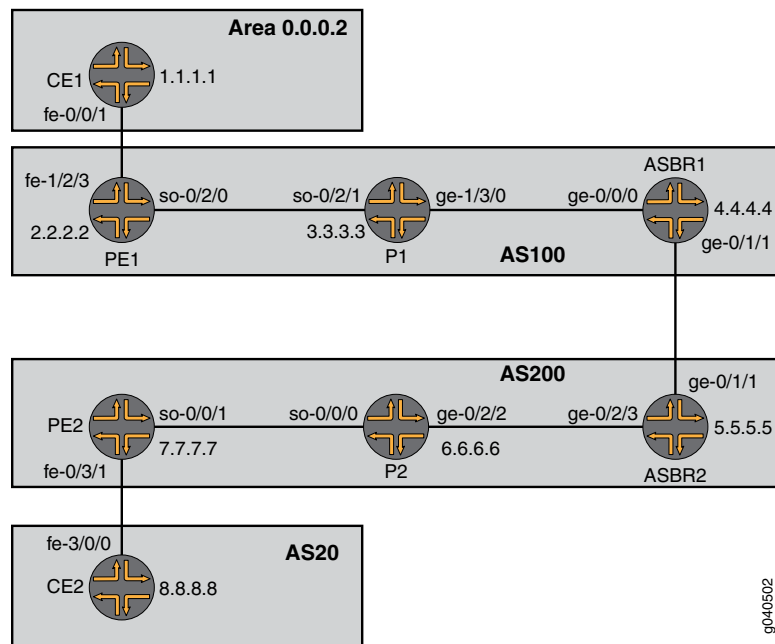 Area 0.0.0.2
CE1
1.1.1.1
fe-0/0/1
ASBR1
fe-1/2/3
so-0/2/0
so-0/2/1
ge-1/3/0
ge-0/0/0
4.4.4.4
2.2.2.2
3.3.3.3
ge-0/1/1
PE1
P1
AS100
AS200
ge-0/1/1
PE2
so-0/0/1
so-0/0/0
ge-0/2/2
ge-0/2/3
5.5.5.5
7.7.7.7
6.6.6.6
fe-0/3/1
P2
ASBR2
fe-3/0/0
AS20
CE2
8.8.8.8
g040502